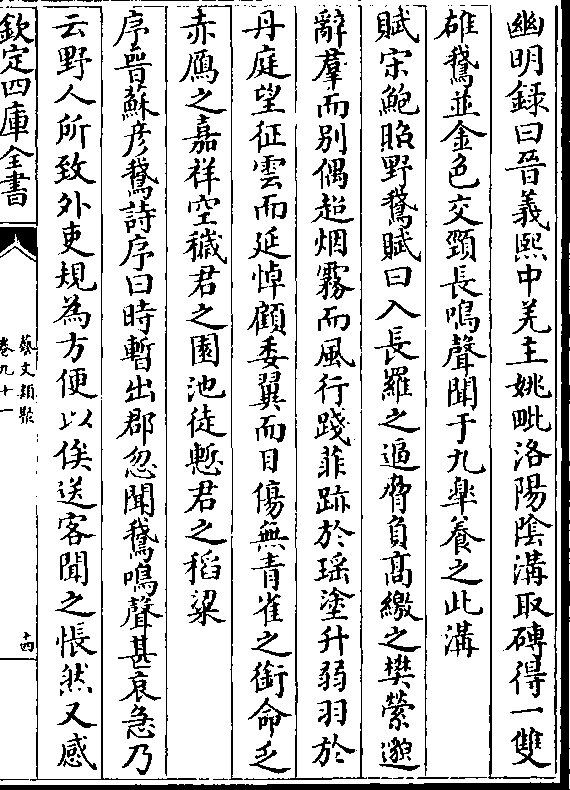 幽明録曰晉義熙中羌主姚毗洛陽陰溝取磚得一雙
雄鵞並金色交頸長鳴聲聞于九臯養之此溝
賦宋鮑照野鵞賦曰入長羅之逼脅負高繳之樊縈邈
辭羣而别偶超烟霧而風行踐菲跡於瑶塗升弱羽於
丹庭望征雲而延悼顧委翼而自傷無青雀之銜命乏
赤鴈之嘉祥空穢君之園池徒慙君之稻粱
序晉蘇彦鵞詩序曰時暫出郡忽聞鵞鳴聲甚哀急乃
云野人所致外吏規為方便以俟送客聞之悵然又感
欽定四庫全書
藝文類聚
卷九十一
十四